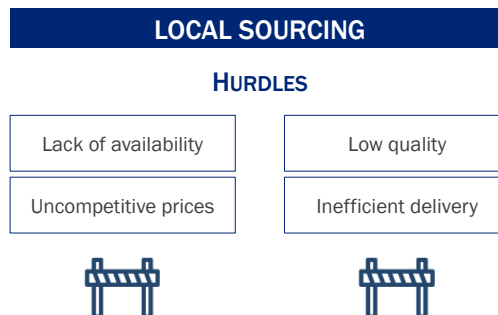 LOCAL SOURCING
HURDLES
Lack of availability
Low quality
Uncompetitive prices
Inefficient delivery